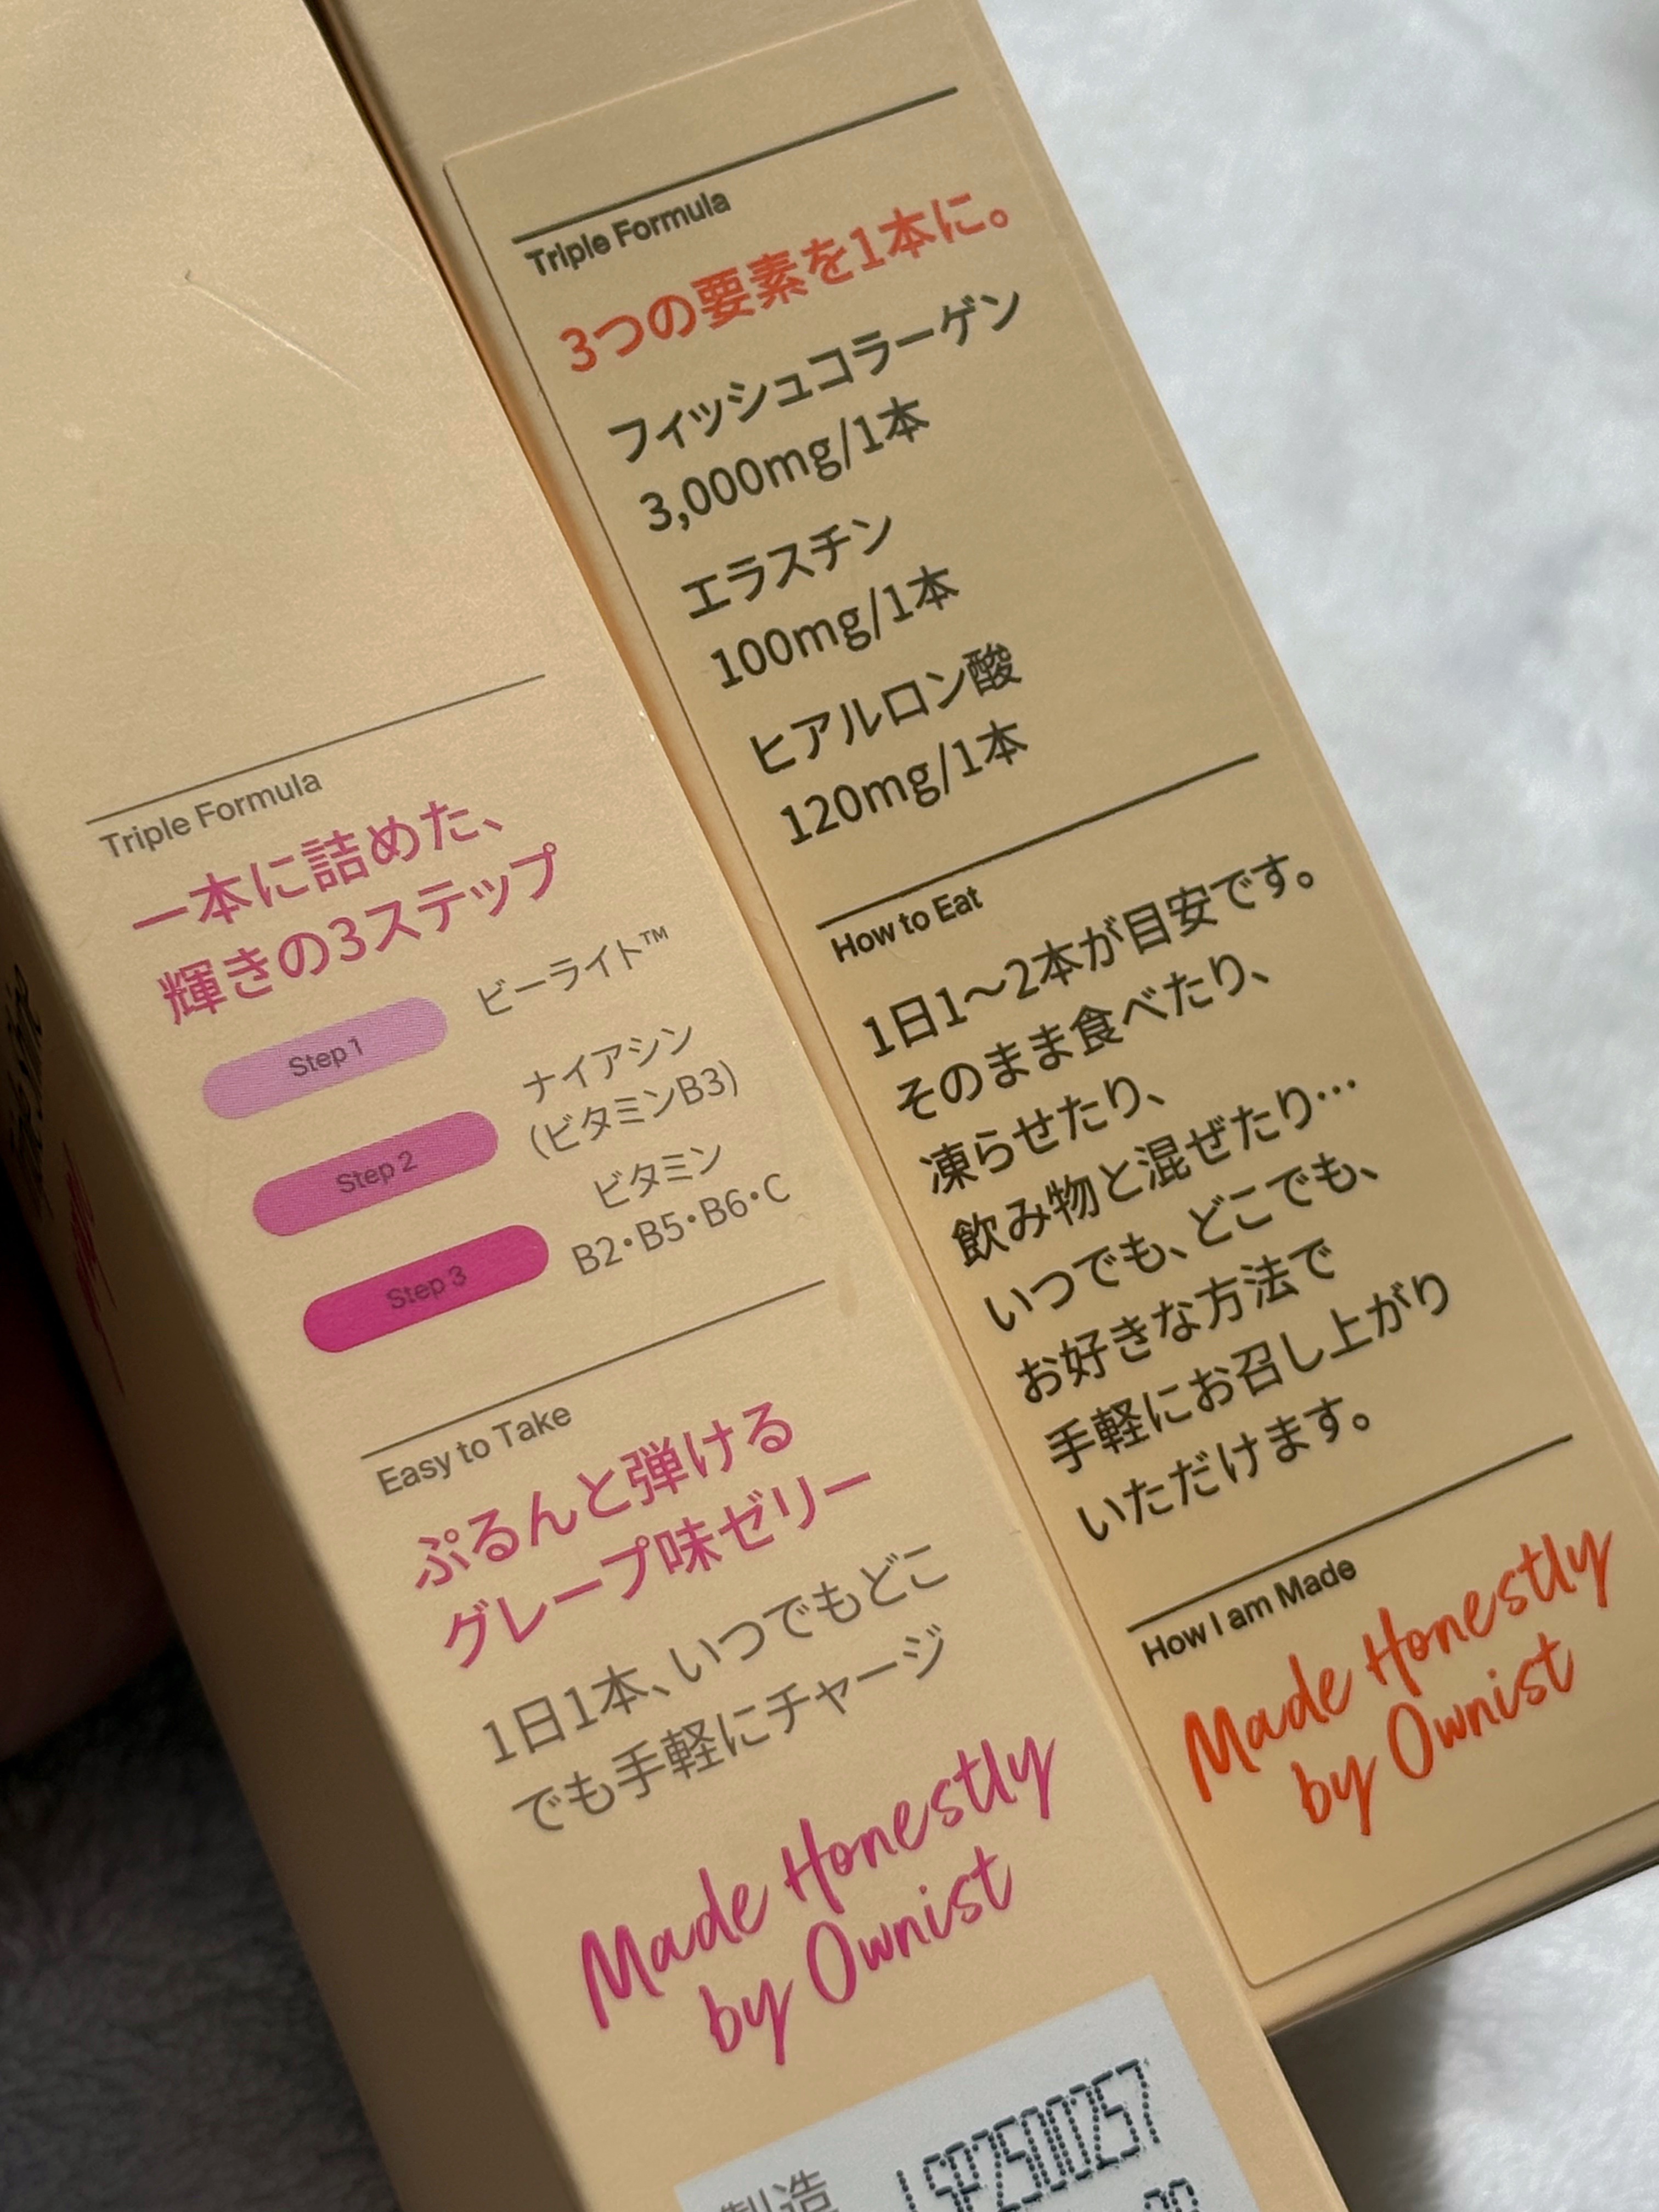 Triple Formula
一本に詰めた、
輝きの3ステップ
Step 1
ビーライト™
Step 2
ナイアシン
(ビタミンB3)
Step 3
ビタミン
B2・B5・B6・C
Easy to Take
ぷるんと弾ける
グレープ味ゼリー
1日1本、いつでもどこ
でも手軽にチャージ
Made Honestly
by Ownist
製造
LSP2500257
Triple Formula
3つの要素を1本に。
フィッシュコラーゲン
3,000mg/1本
エラスチン
100mg/1本
ヒアルロン酸
120mg/1本
How to Eat
1日1〜2本が目安です。
そのまま食べたり、
凍らせたり、
飲み物と混ぜたり…
いつでも、どこでも、
お好きな方法で
手軽にお召し上がり
いただけます。
How I am Made
Made Honestly
by Ownist